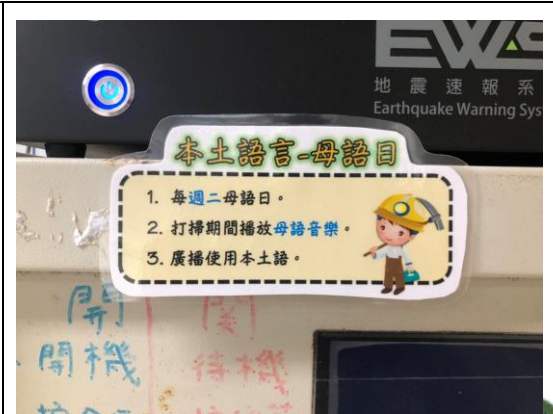 EWS
地震速報系
Earthquake Warning Sys
本土語言-母語日
1. 每週二母語日。
2. 打掃期間播放母語音樂。
3. 廣播使用本土語。
開 關
開機 待機